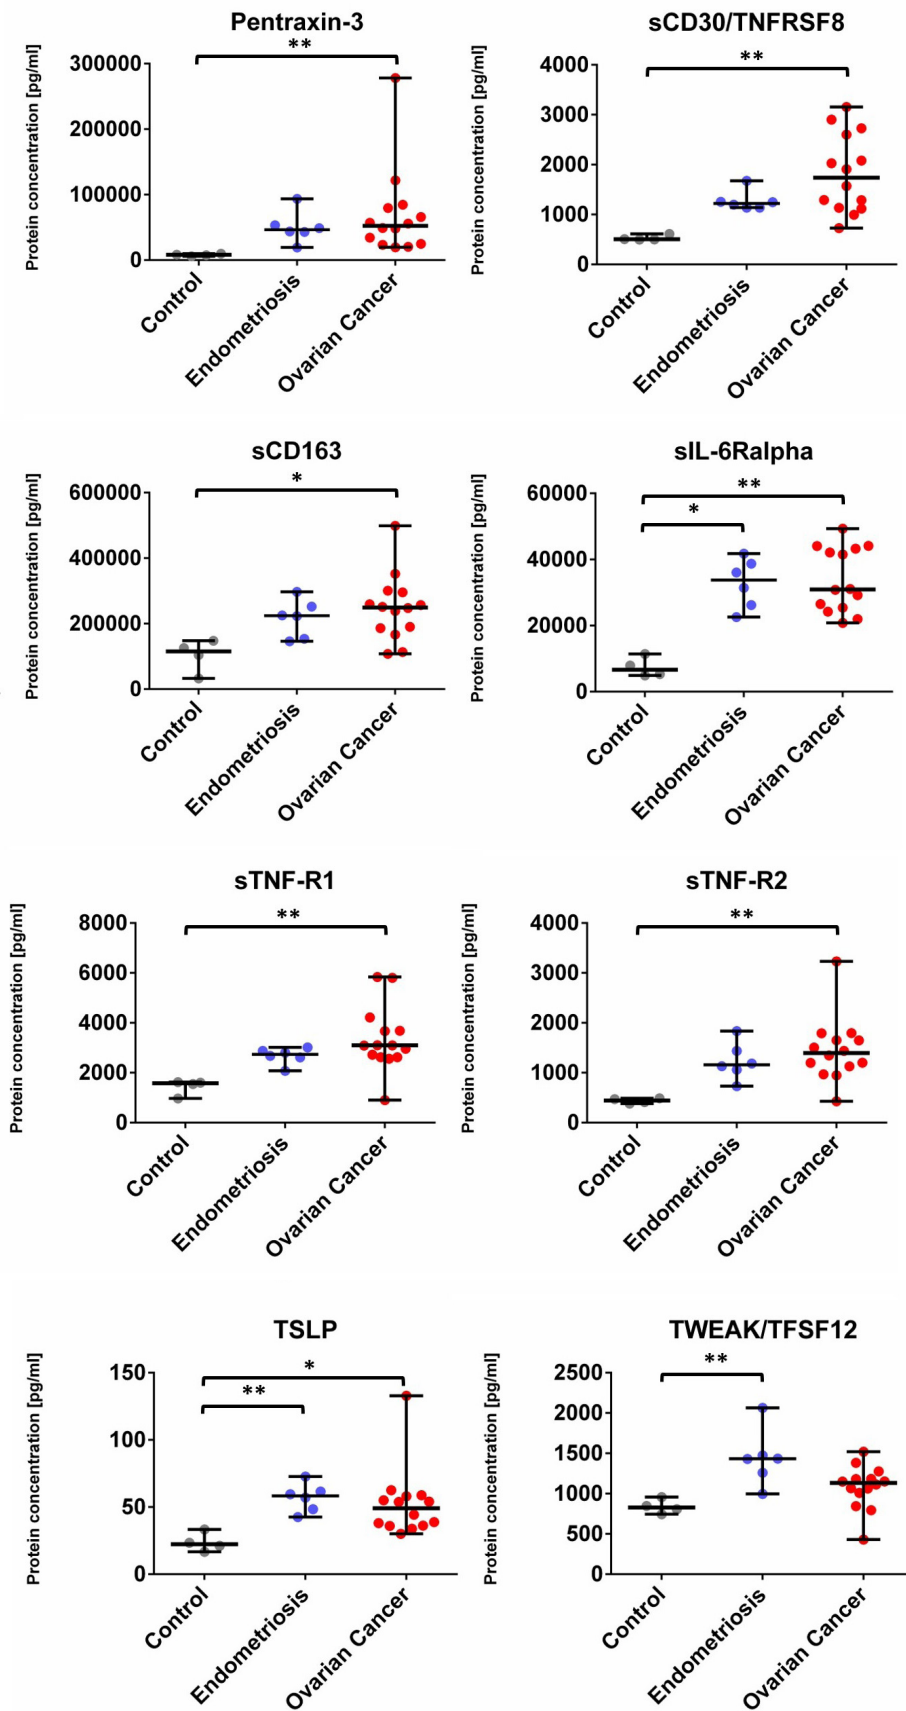 Pentraxin-3
**
Protein concentration [pg/ml]
300000
200000
100000
0
Control
Endometriosis
Ovarian Cancer
sCD30/TNFRSF8
**
Protein concentration [pg/ml]
4000
3000
2000
1000
0
Control
Endometriosis
Ovarian Cancer
sCD163
*
Protein concentration [pg/ml]
600000
400000
200000
0
Control
Endometriosis
Ovarian Cancer
sIL-6Ralpha
**
*
Protein concentration [pg/ml]
60000
40000
20000
0
Control
Endometriosis
Ovarian Cancer
sTNF-R1
**
Protein concentration [pg/ml]
8000
6000
4000
2000
0
Control
Endometriosis
Ovarian Cancer
sTNF-R2
**
Protein concentration [pg/ml]
4000
3000
2000
1000
0
Control
Endometriosis
Ovarian Cancer
TSLP
*
**
Protein concentration [pg/ml]
150
100
50
0
Control
Endometriosis
Ovarian Cancer
TWEAK/TFSF12
**
Protein concentration [pg/ml]
2500
2000
1500
1000
500
0
Control
Endometriosis
Ovarian Cancer